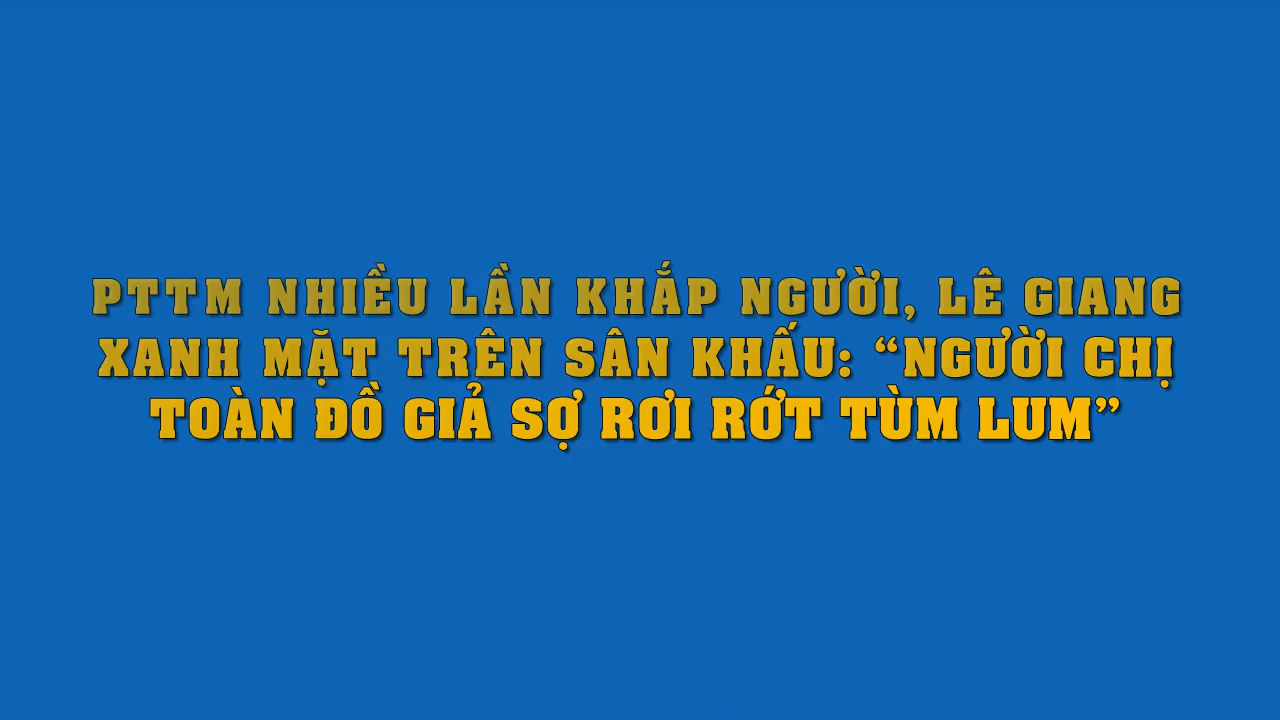 PTTM NHIỀU LẦN KHẮP NGƯỜI, LÊ GIANG
XANH MẶT TRÊN SÂN KHẤU: “NGƯỜI CHỊ
TOÀN ĐỒ GIẢ SỢ RƠI RỚT TÙM LUM”